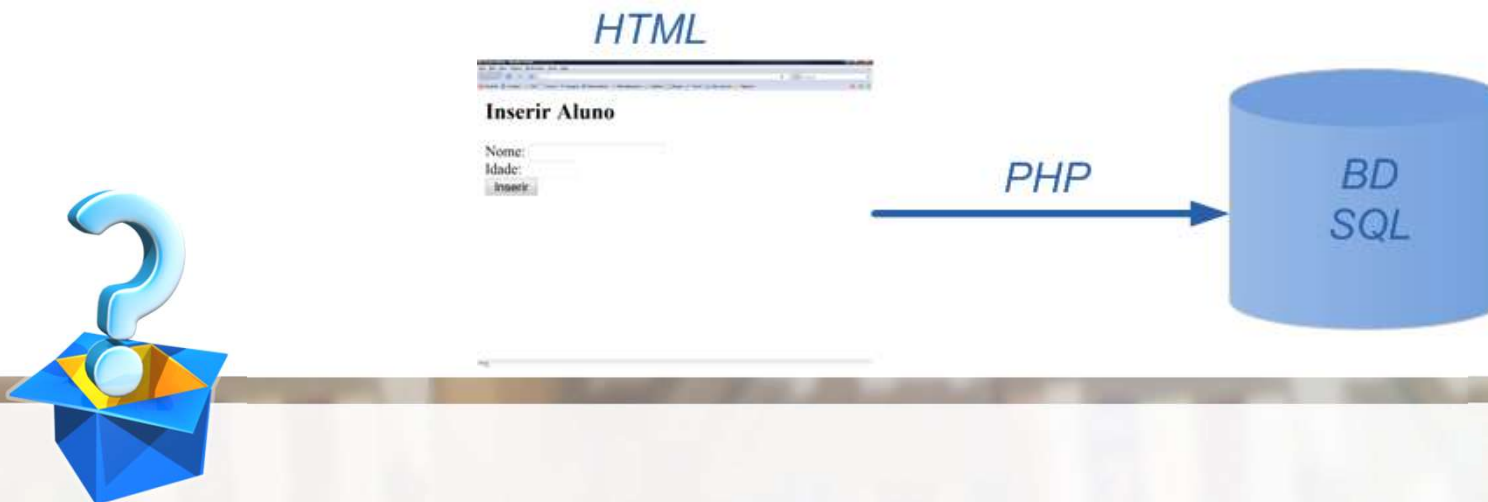 HTML
Inserir Aluno
Nome:
Idade:
Inserir
PHP
BD
SQL